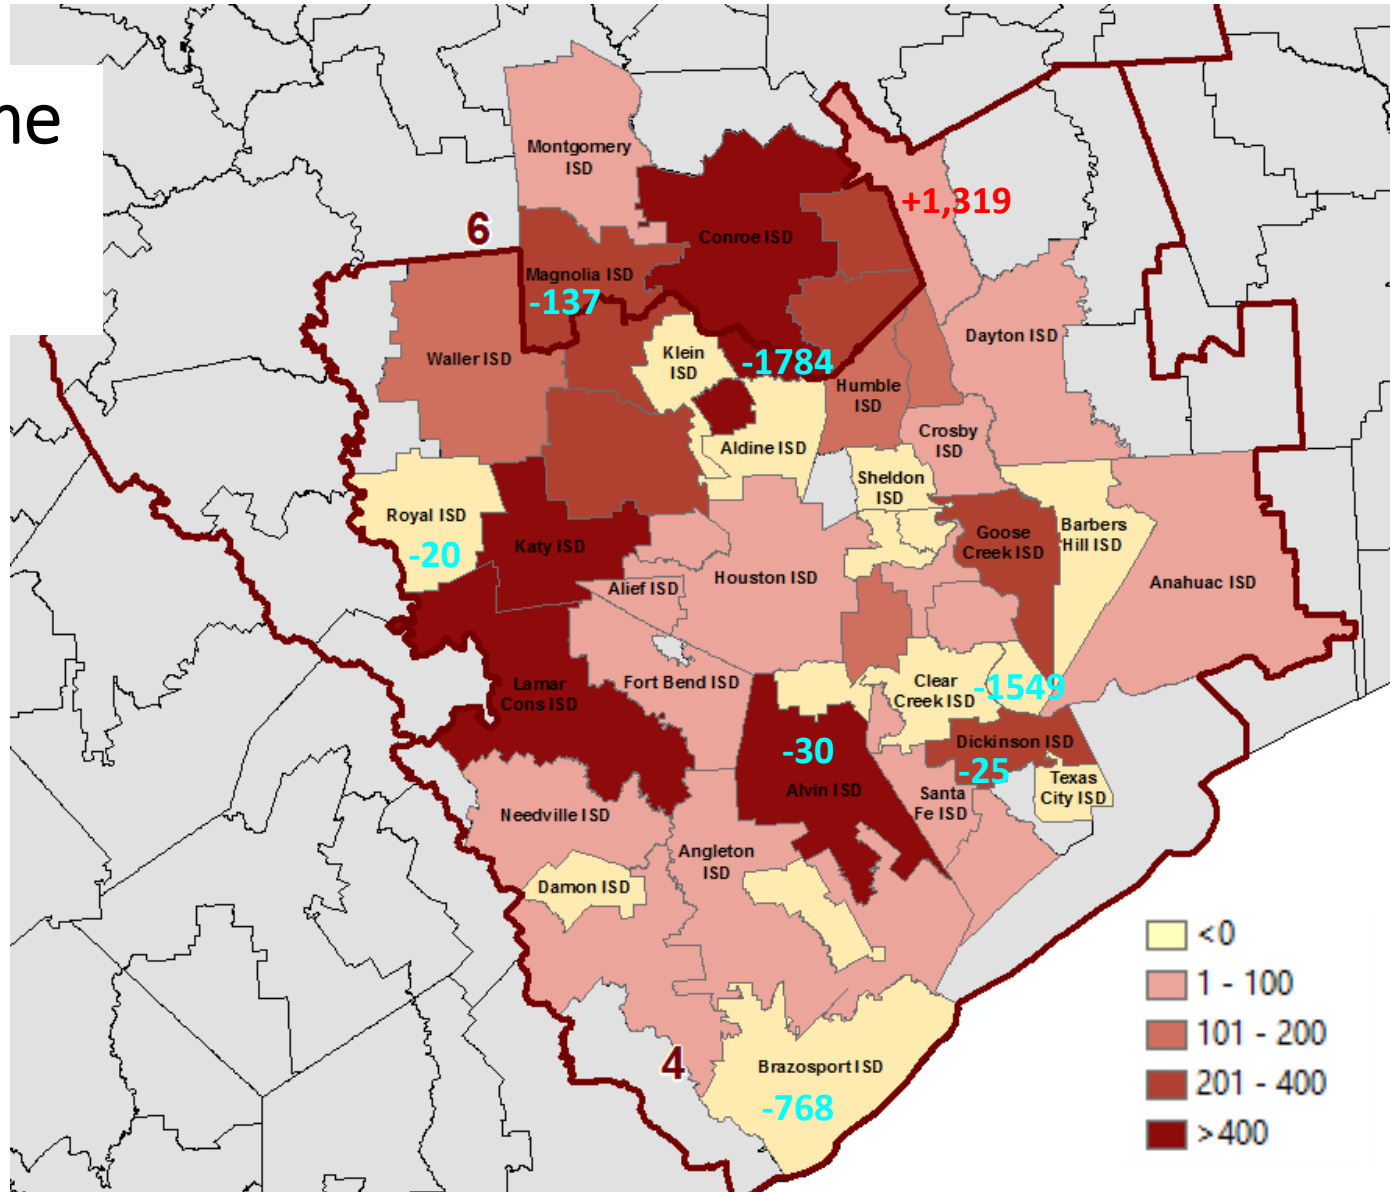 ne
Montgomery
ISD
+1,319
6
Conroe ISD
Magnolia ISD
-137
Dayton ISD
Waller ISD
Klein
ISD
-1784
Humble
ISD
Crosby
ISD
Aldine ISD
Sheldon
ISD
Royal ISD
-20
Katy ISD
Goose
Creek ISD
Barbers
Hill ISD
Houston ISD
Alief ISD
Anahuac ISD
Lamar
Cons ISD
Fort Bend ISD
Clear
Creek ISD
-1549
-30
Dickinson ISD
-25
Alvin ISD
Texas
City ISD
Santa
Fe ISD
Needville ISD
Angleton
ISD
Damon ISD
4
Brazosport ISD
-768
<0
1 - 100
101 - 200
201 - 400
>400